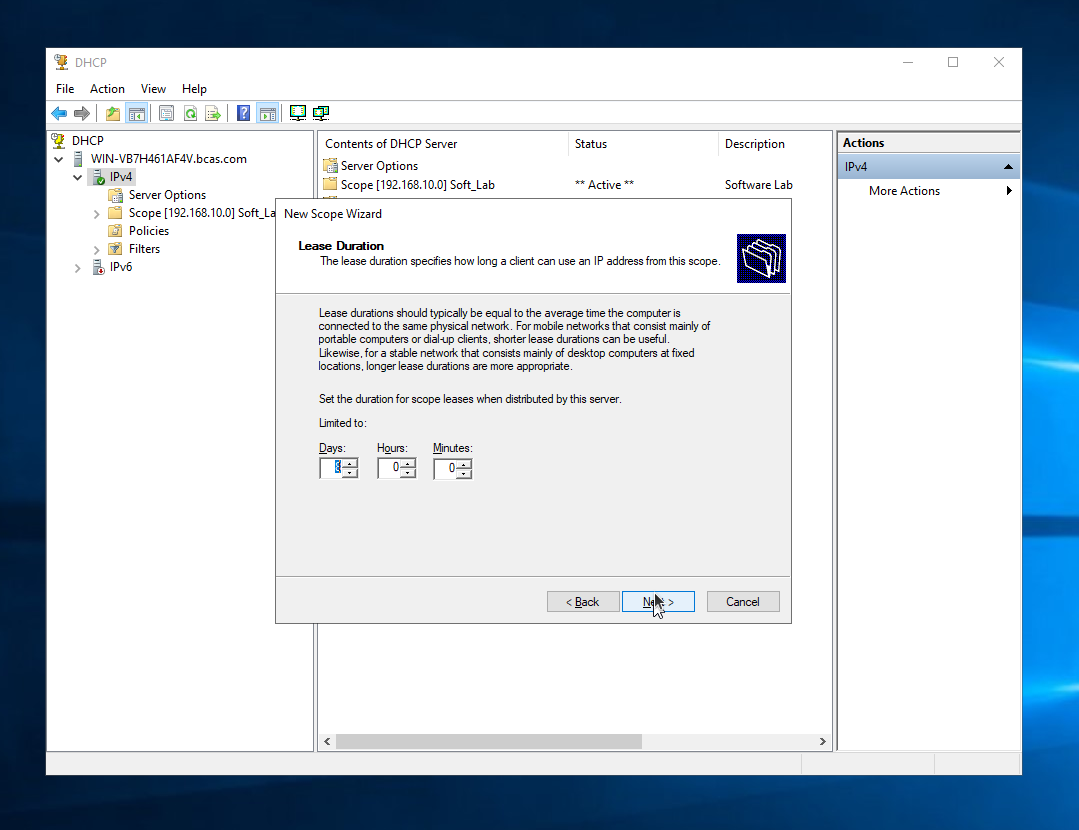 DHCP
File Action View Help
DHCP
WIN-VB7H461AF4V.bcas.com
IPv4
Server Options
Scope [192.168.10.0] Soft_La
Policies
Filters
IPv6
Contents of DHCP Server Status Description
Server Options
Scope [192.168.10.0] Soft_Lab ** Active ** Software Lab
Actions
IPv4
More Actions
New Scope Wizard
Lease Duration
The lease duration specifies how long a client can use an IP address from this scope.
Lease durations should typically be equal to the average time the computer is
connected to the same physical network. For mobile networks that consist mainly of
portable computers or dial-up clients, shorter lease durations can be useful.
Likewise, for a stable network that consists mainly of desktop computers at fixed
locations, longer lease durations are more appropriate.
Set the duration for scope leases when distributed by this server.
Limited to:
Days: Hours: Minutes:
0 0
< Back Next > Cancel